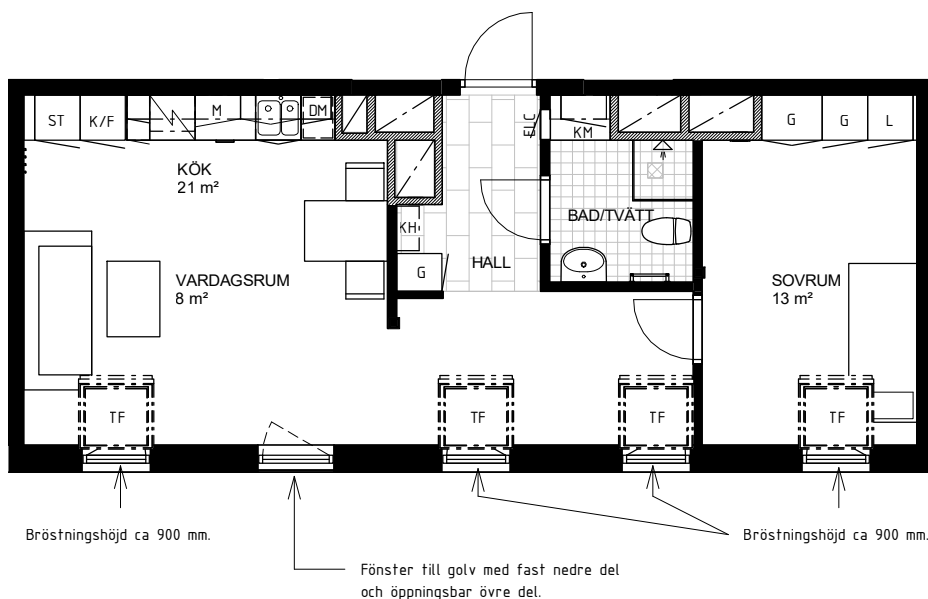 ST
K/F
M
DM
ELC
KM
G
G
L
KÖK
21 m²
KH
BAD/TVÄTT
G
HALL
VARDAGSRUM
8 m²
SOVRUM
13 m²
TF
TF
TF
TF
Bröstningshöjd ca 900 mm.
Bröstningshöjd ca 900 mm.
Fönster till golv med fast nedre del
och öppningsbar övre del.